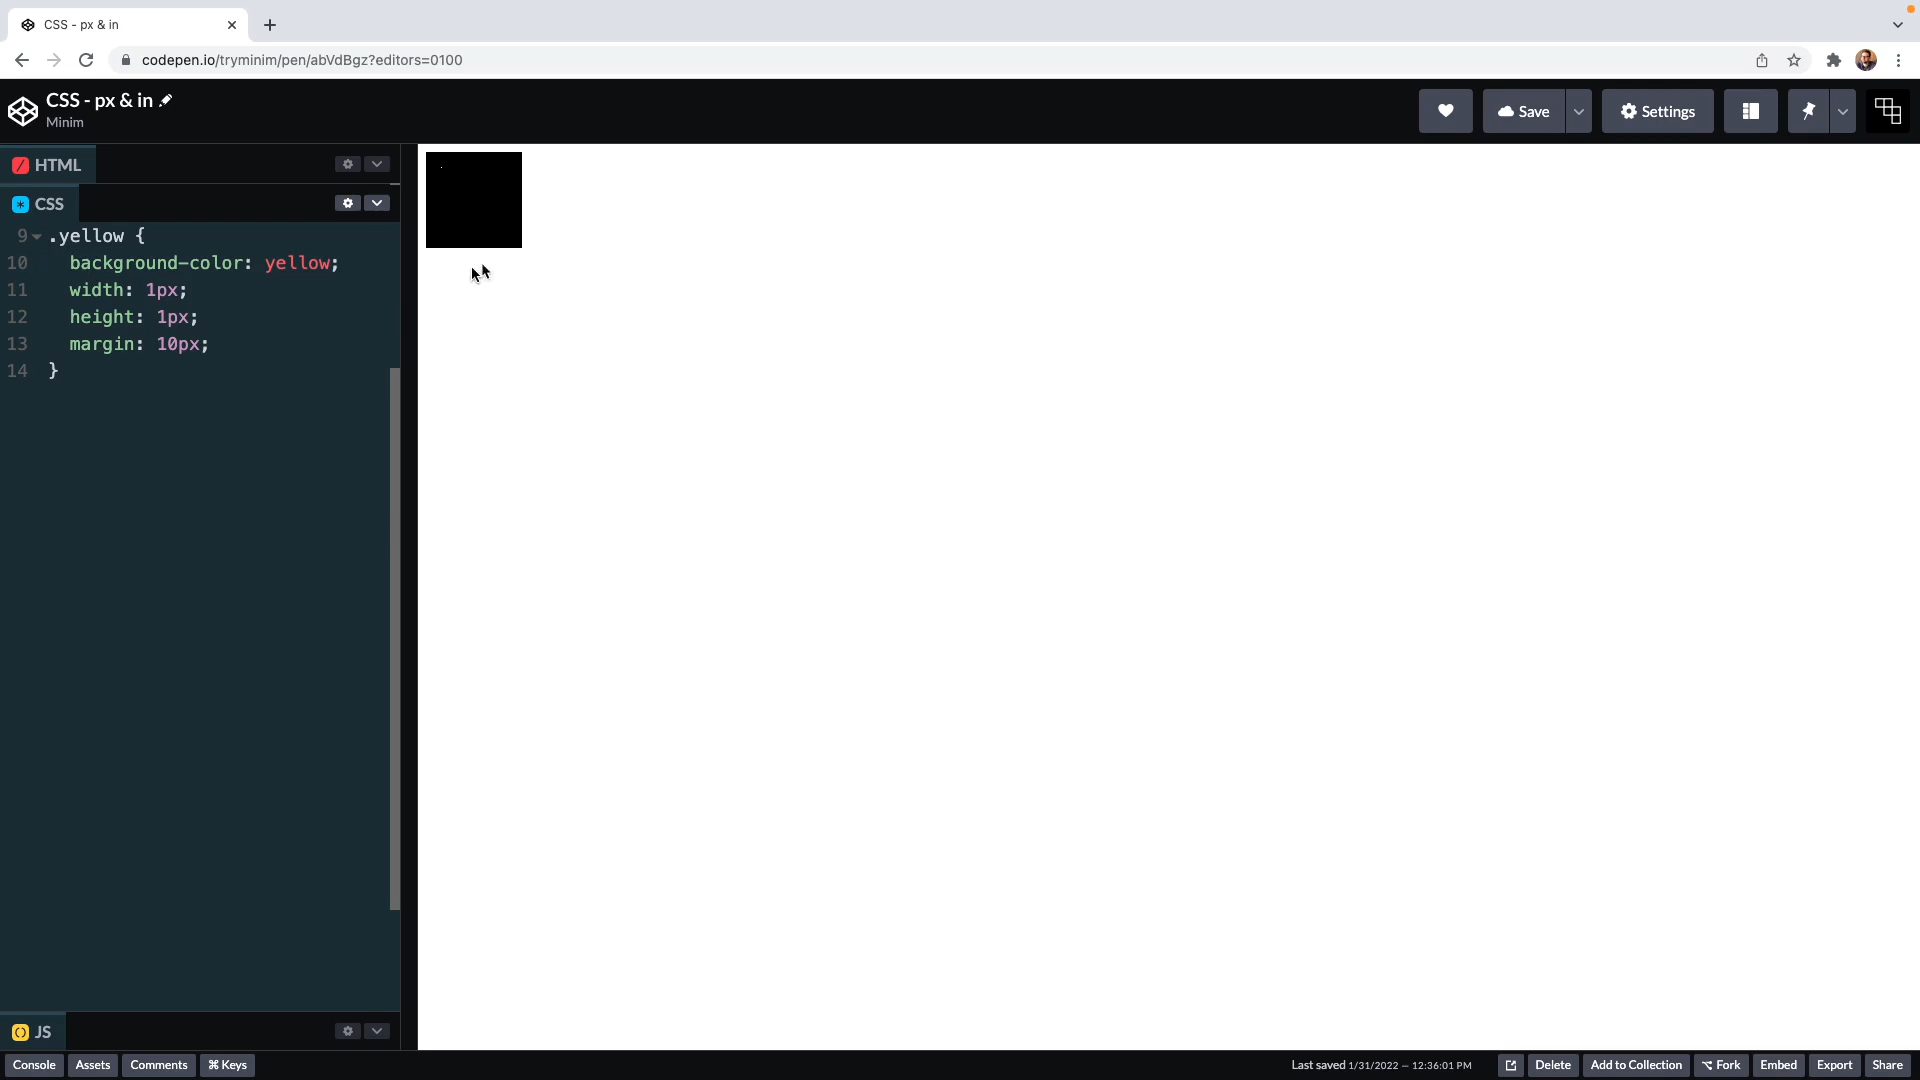 CSS - px & in
codepen.io/tryminim/pen/abVdBgz?editors=0100
CSS - px & in
Minim
Save
Settings
HTML
CSS
9 .yellow {
10 background-color: yellow;
11 width: 1px;
12 height: 1px;
13 margin: 10px;
14 }
JS
Console Assets Comments ⌘ Keys
Last saved 1/31/2022 — 12:36:01 PM Delete Add to Collection ⌥ Fork Embed Export Share